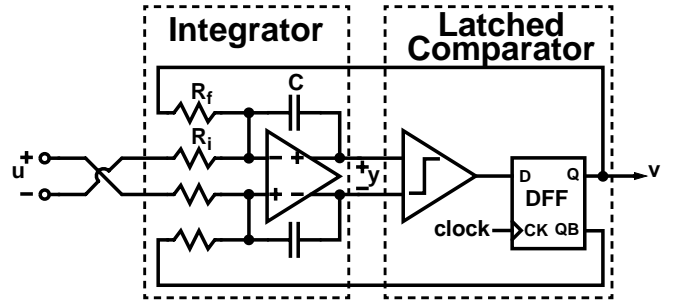 Integrator
Latched
Comparator
R_f
C
R_i
u
+
−
− +
+ −
+
−
y
D Q
DFF
CK QB
clock
v